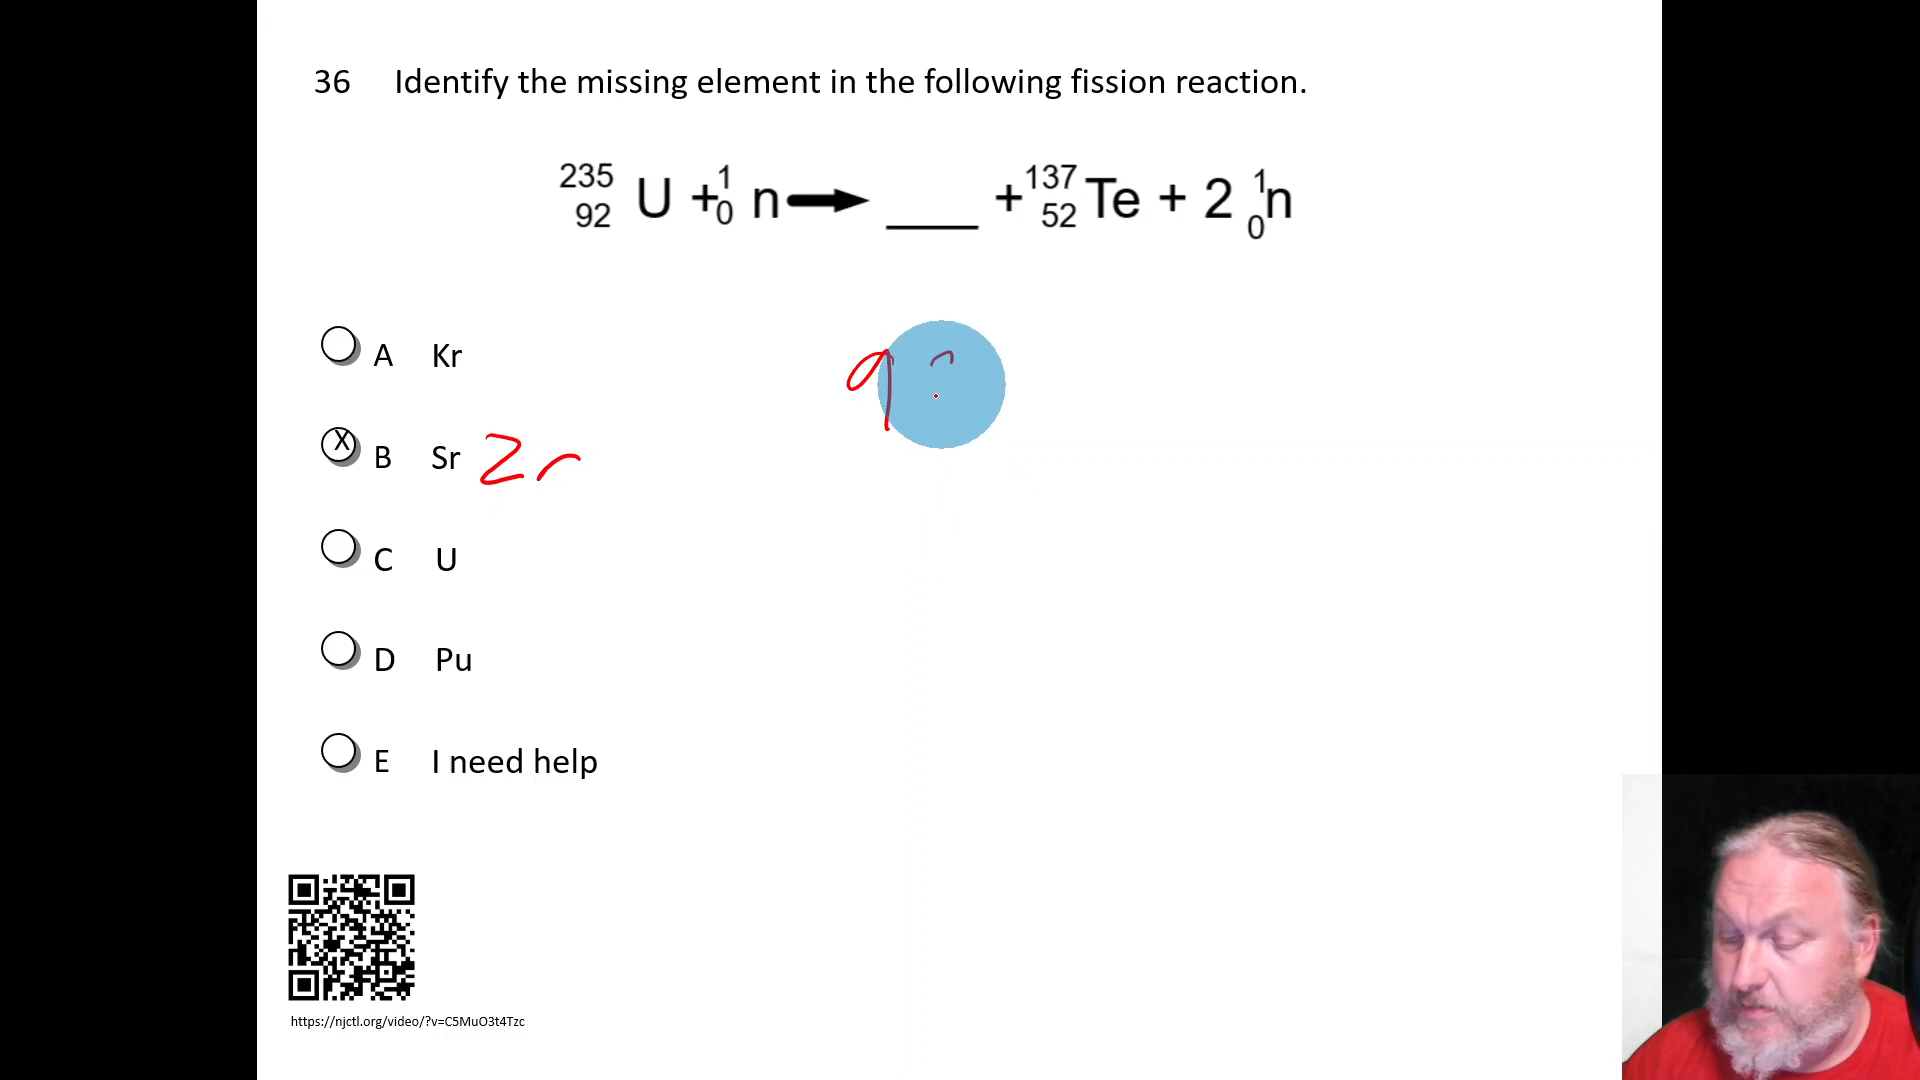 36 Identify the missing element in the following fission reaction.
235 92 U + 1 0 n → ___ + 137 52 Te + 2 1 0 n
A Kr
9
X B Sr Zr
C U
D Pu
E I need help
https://njctl.org/video/?v=C5MuO3t4Tzc